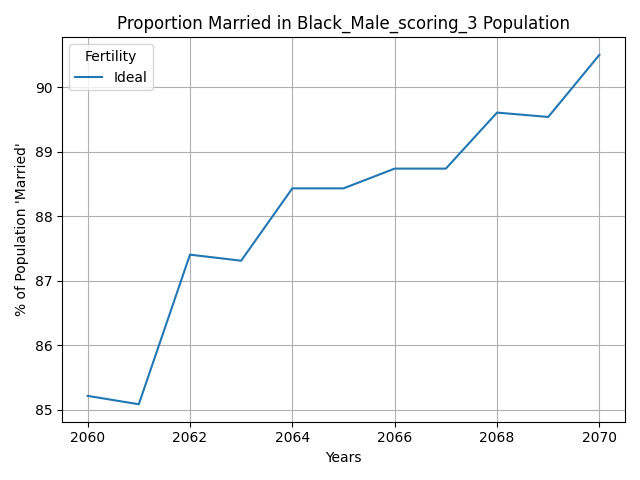 Proportion Married in Black_Male_scoring_3 Population
Fertility
Ideal
% of Population 'Married'
90
89
88
87
86
85
2060
2062
2064
2066
2068
2070
Years